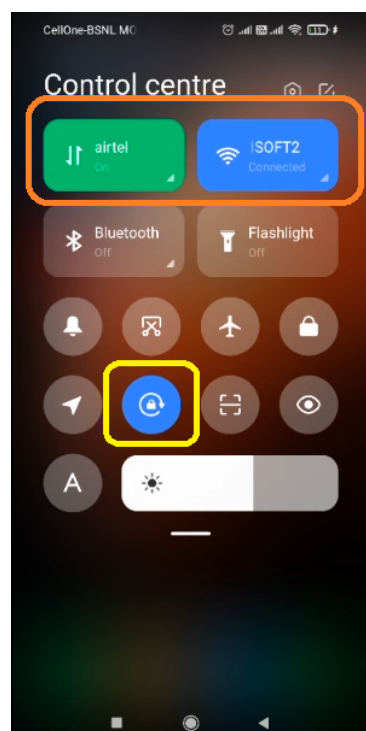 CellOne-BSNL MO
Control centre
airtel
On
ISOFT2
Connected
Bluetooth
Off
Flashlight
Off
A